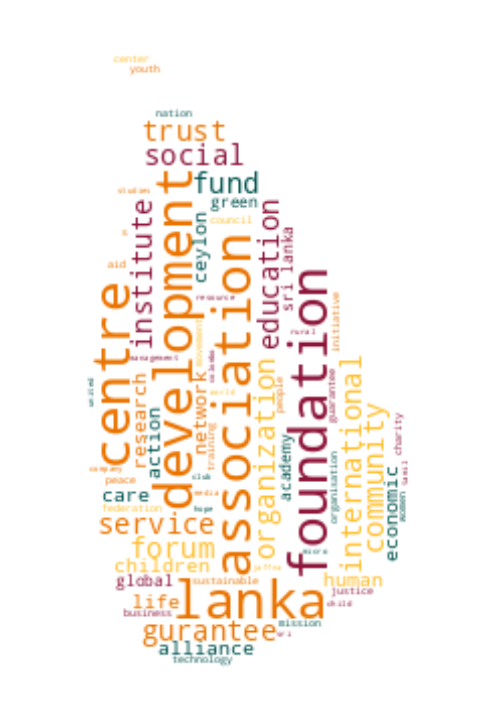 center
youth
nation
trust
social
fund
studies
green
institute
development
ceylon
council
education
sri lanka
aid
centre
association
resource
foundation
initiative
rural
movement
management
colombo
united
research
action
network
world
training
organization
people
guarantee
international
community
charity
company
peace
care
club
media
academy
organisation
economic
women
tamil
federation
hope
service
forum
micro
children
jaffna
global
sustainable
human
life
lanka
justice
child
business
gurantee
mission
sri
alliance
technology